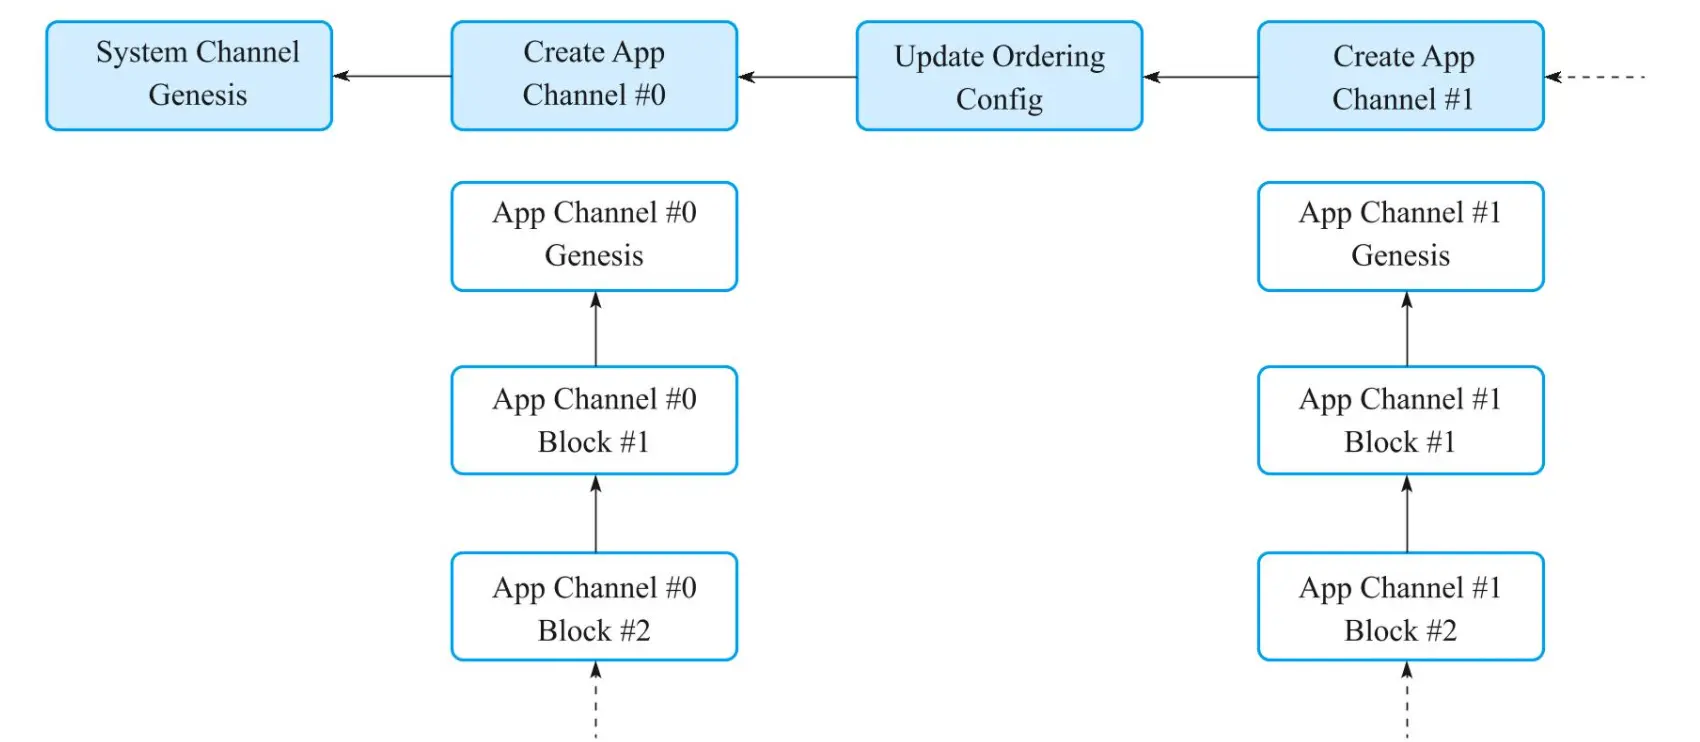 System Channel
Genesis
Create App
Channel #0
Update Ordering
Config
Create App
Channel #1
App Channel #0
Genesis
App Channel #1
Genesis
App Channel #0
Block #1
App Channel #1
Block #1
App Channel #0
Block #2
App Channel #1
Block #2